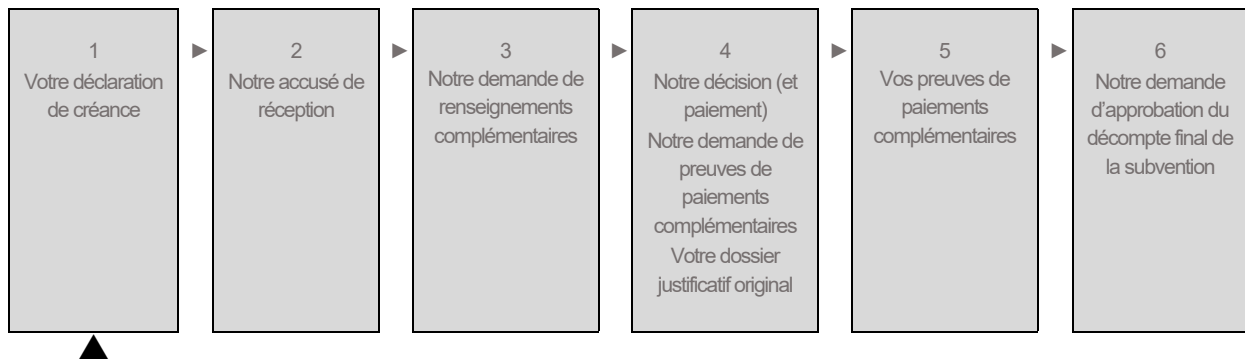 1
Votre déclaration
de créance
►
2
Notre accusé de
réception
►
3
Notre demande de
renseignements
complémentaires
►
4
Notre décision (et
paiement)
Notre demande de
preuves de
paiements
complémentaires
Votre dossier
justificatif original
►
5
Vos preuves de
paiements
complémentaires
►
6
Notre demande
d’approbation du
décompte final de
la subvention